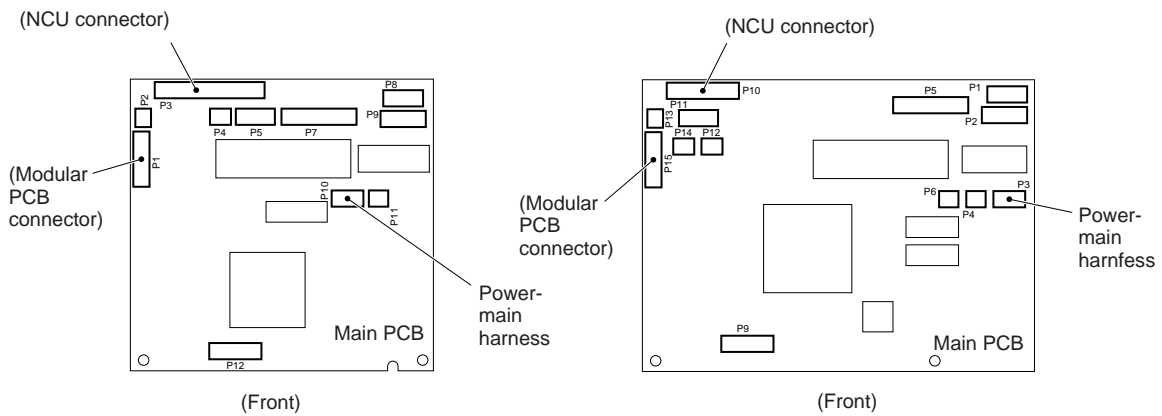 (NCU connector)
P2
P3
P8
P9
P4
P5
P7
P1
(Modular
PCB
connector)
P10
P11
Power-
main
harness
Main PCB
P12
(Front)
(NCU connector)
P10
P11
P13
P5
P1
P2
P14
P12
P15
(Modular
PCB
connector)
P6
P4
P3
Power-
main
harnfess
P9
Main PCB
(Front)